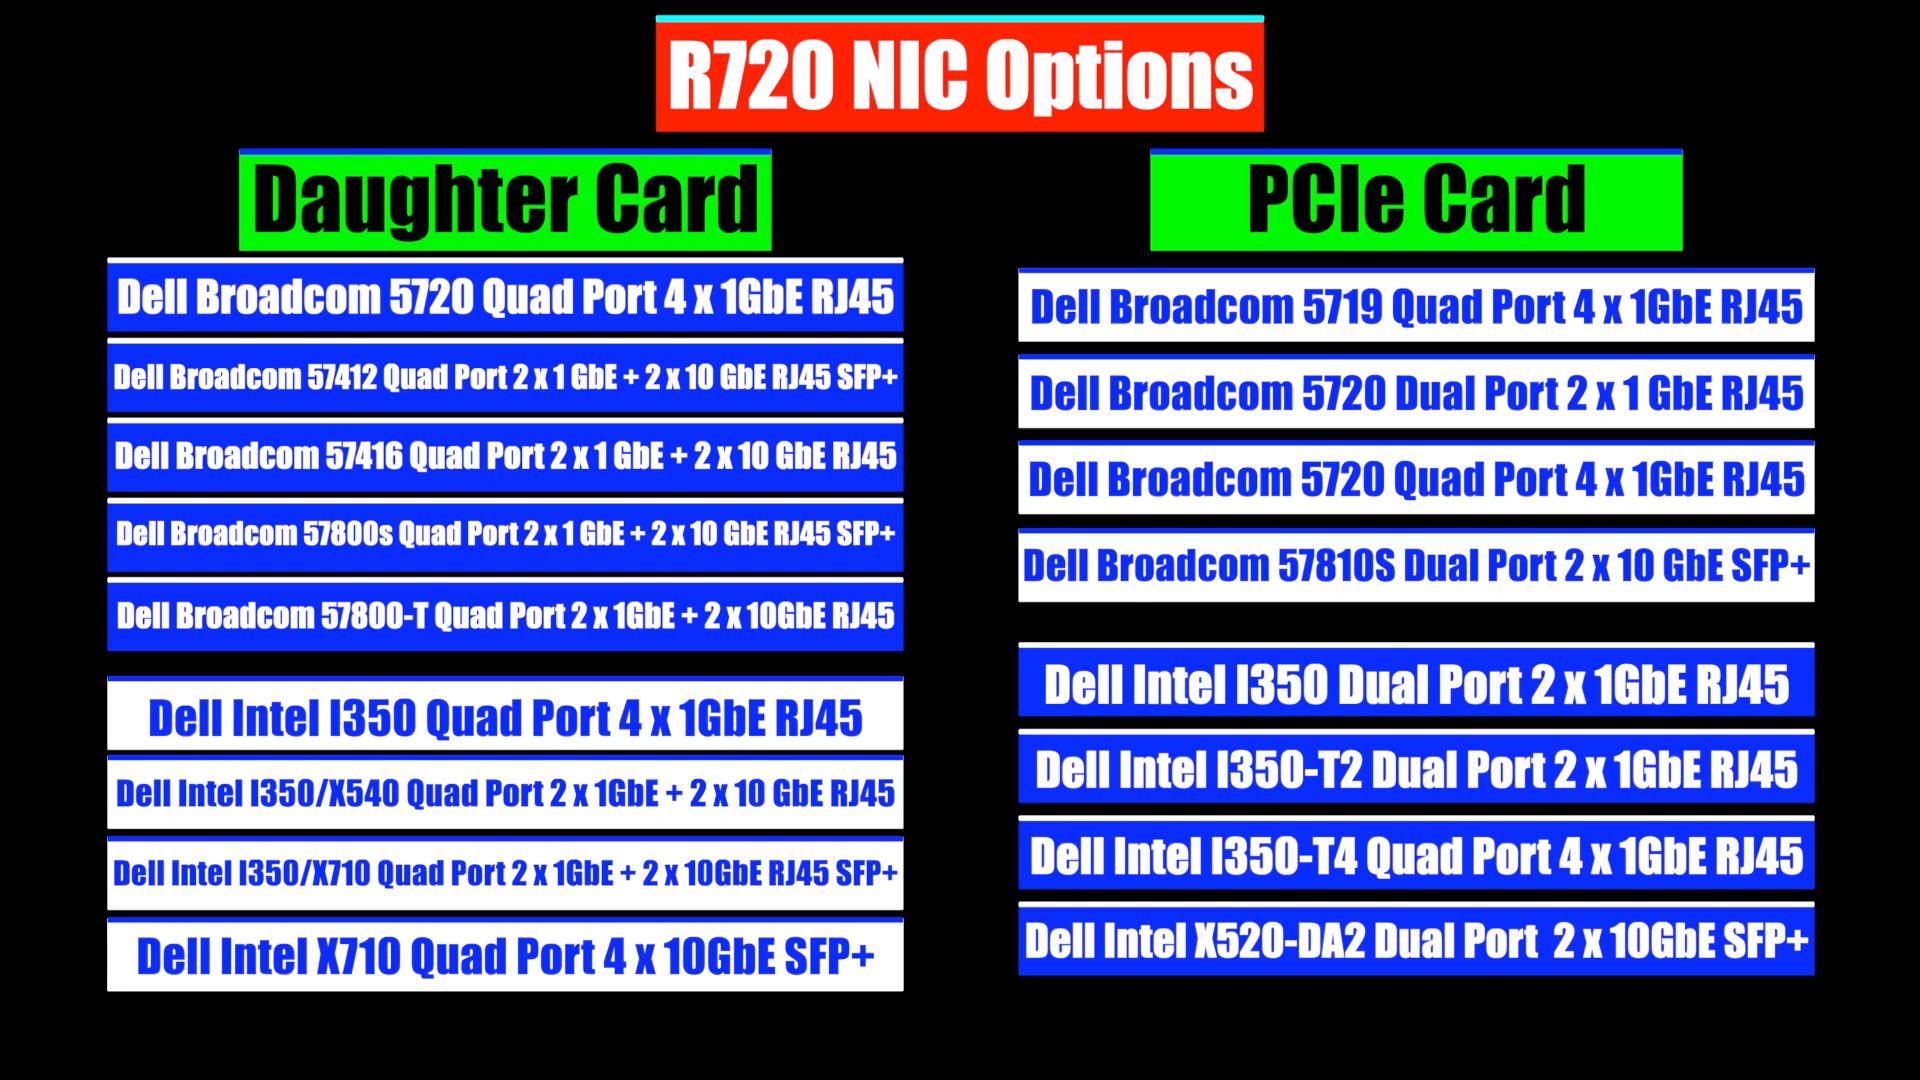 R720 NIC Options
Daughter Card
Dell Broadcom 5720 Quad Port 4 x 1GbE RJ45
Dell Broadcom 57412 Quad Port 2 x 1 GbE + 2 x 10 GbE RJ45 SFP+
Dell Broadcom 57416 Quad Port 2 x 1 GbE + 2 x 10 GbE RJ45
Dell Broadcom 57800s Quad Port 2 x 1 GbE + 2 x 10 GbE RJ45 SFP+
Dell Broadcom 57800-T Quad Port 2 x 1GbE + 2 x 10GbE RJ45
Dell Intel I350 Quad Port 4 x 1GbE RJ45
Dell Intel I350/X540 Quad Port 2 x 1GbE + 2 x 10 GbE RJ45
Dell Intel I350/X710 Quad Port 2 x 1GbE + 2 x 10GbE RJ45 SFP+
Dell Intel X710 Quad Port 4 x 10GbE SFP+
PCIe Card
Dell Broadcom 5719 Quad Port 4 x 1GbE RJ45
Dell Broadcom 5720 Dual Port 2 x 1 GbE RJ45
Dell Broadcom 5720 Quad Port 4 x 1GbE RJ45
Dell Broadcom 57810S Dual Port 2 x 10 GbE SFP+
Dell Intel I350 Dual Port 2 x 1GbE RJ45
Dell Intel I350-T2 Dual Port 2 x 1GbE RJ45
Dell Intel I350-T4 Quad Port 4 x 1GbE RJ45
Dell Intel X520-DA2 Dual Port 2 x 10GbE SFP+